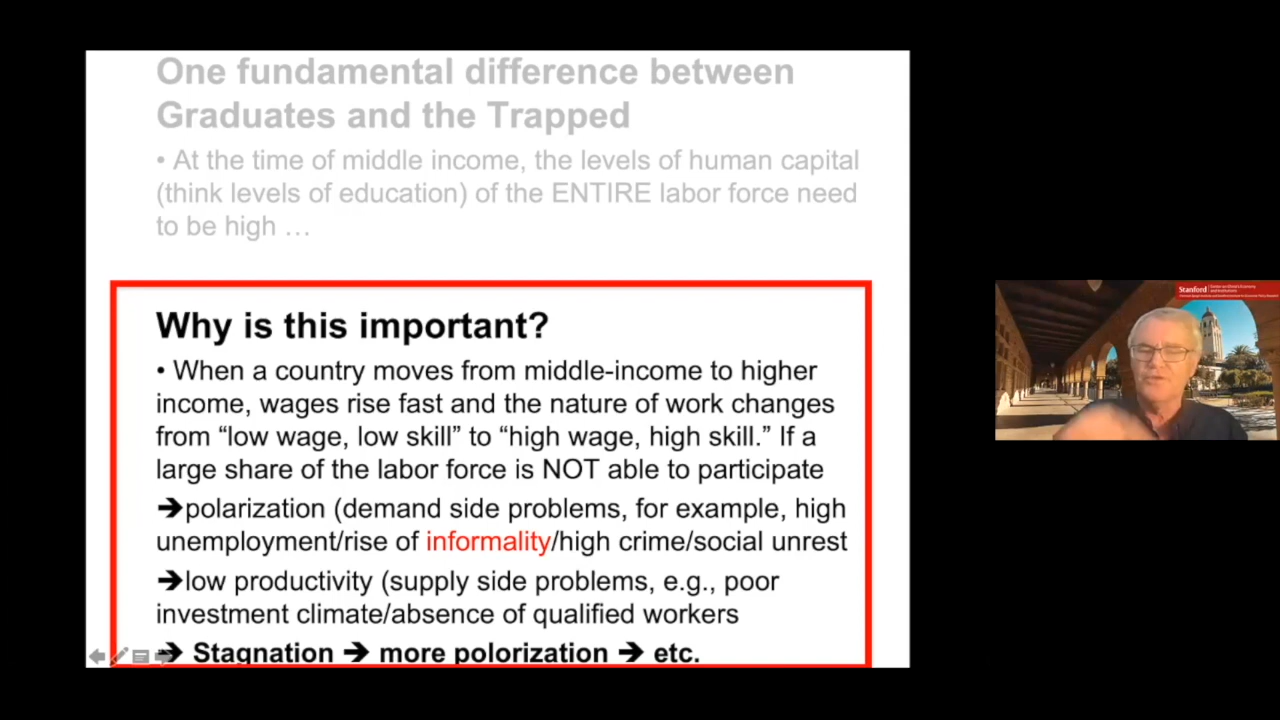 One fundamental difference between
Graduates and the Trapped
• At the time of middle income, the levels of human capital
(think levels of education) of the ENTIRE labor force need
to be high …
Why is this important?
• When a country moves from middle-income to higher
income, wages rise fast and the nature of work changes
from “low wage, low skill” to “high wage, high skill.” If a
large share of the labor force is NOT able to participate
➔polarization (demand side problems, for example, high
unemployment/rise of informality/high crime/social unrest
➔low productivity (supply side problems, e.g., poor
investment climate/absence of qualified workers
➔ Stagnation ➔ more polorization ➔ etc.
Stanford